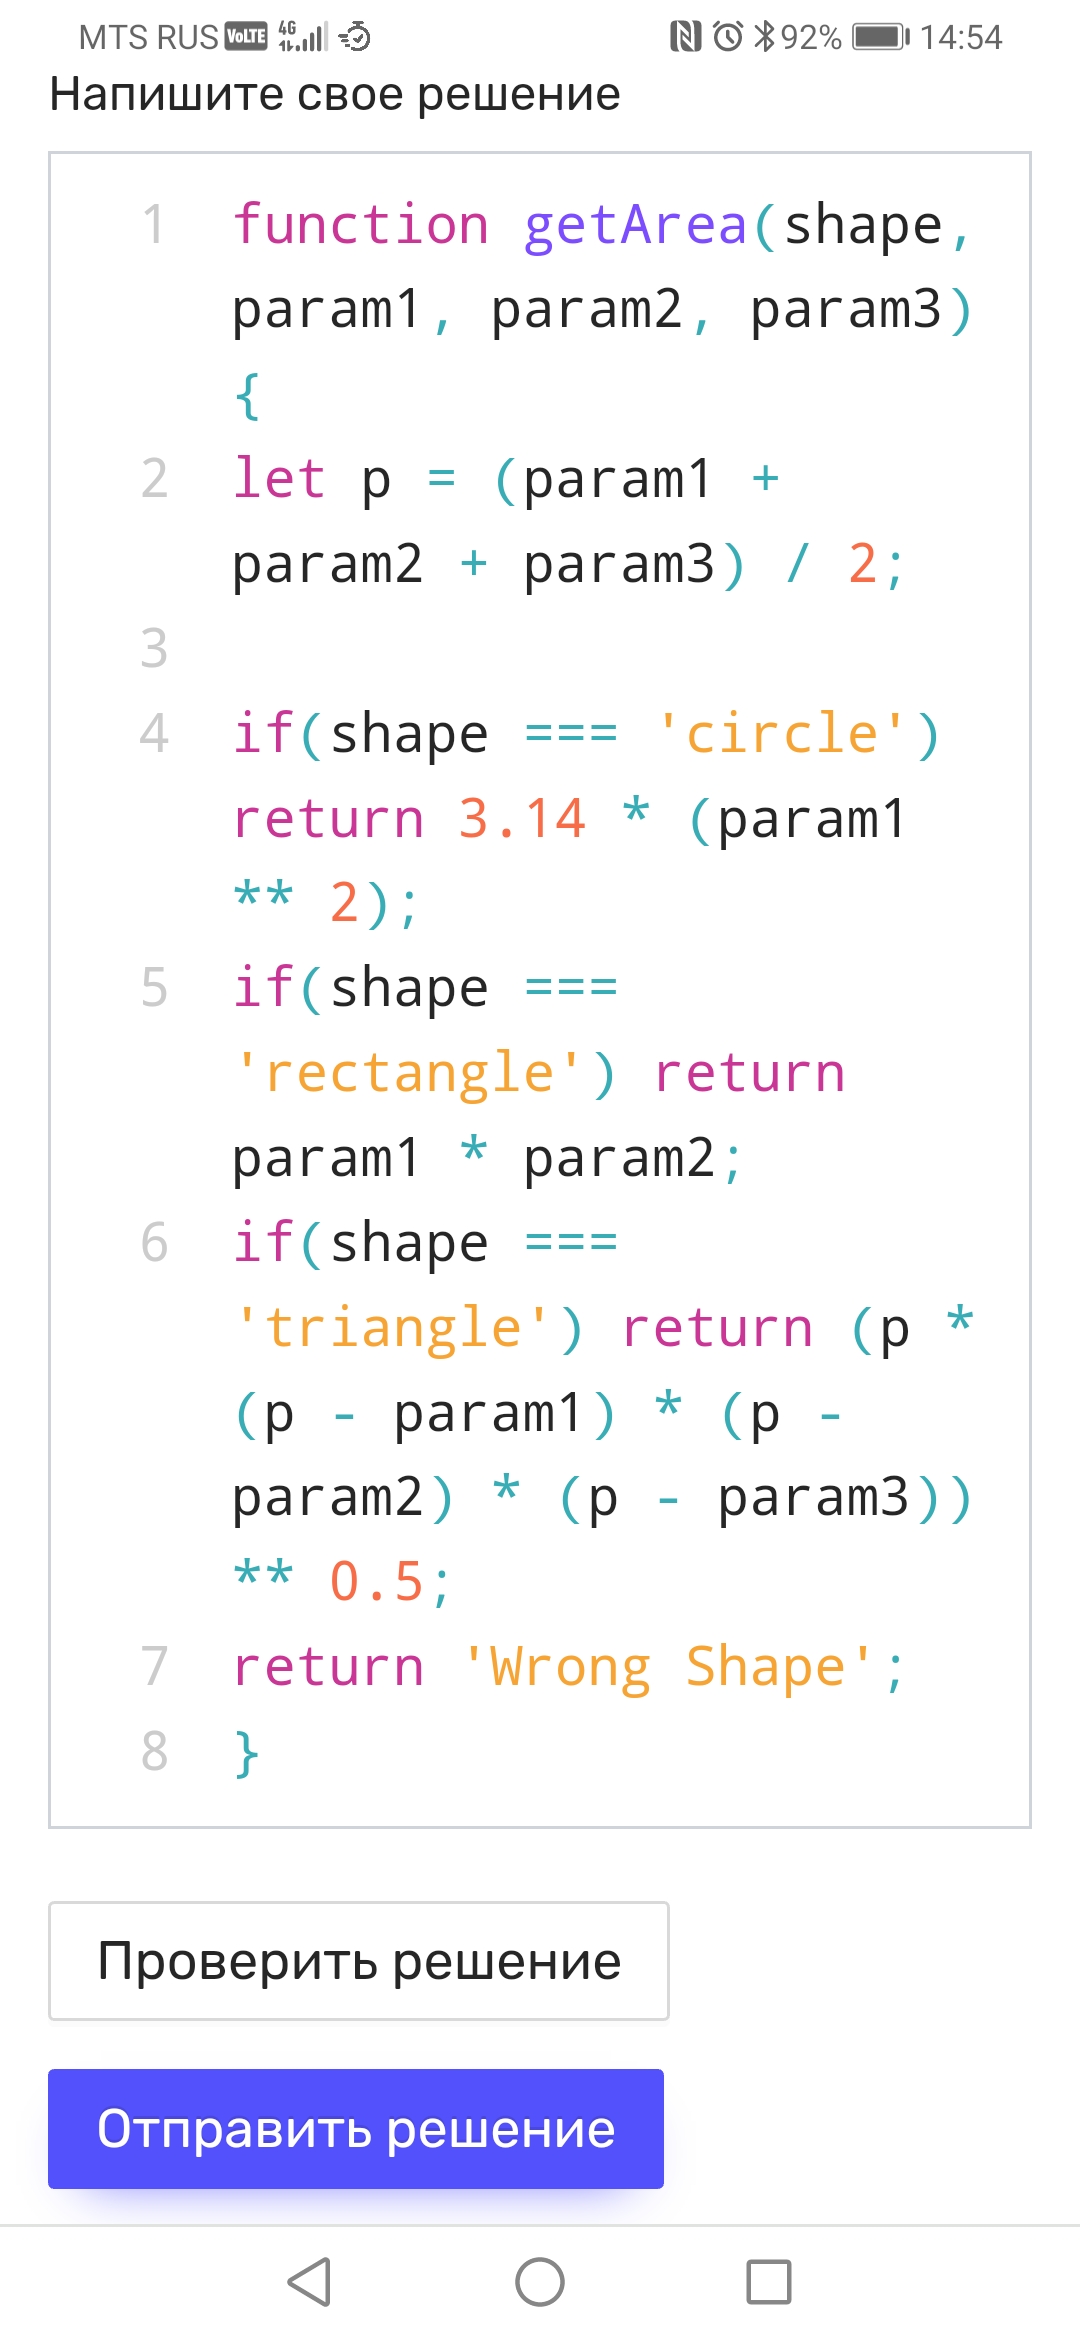 MTS RUS VoLTE 4G 92% 14:54
Напишите свое решение
1 function getArea(shape,
param1, param2, param3)
{
2 let p = (param1 +
param2 + param3) / 2;
3
4 if(shape === 'circle')
return 3.14 * (param1
** 2);
5 if(shape ===
'rectangle') return
param1 * param2;
6 if(shape ===
'triangle') return (p *
(p - param1) * (p -
param2) * (p - param3))
** 0.5;
7 return 'Wrong Shape';
8 }
Проверить решение
Отправить решение